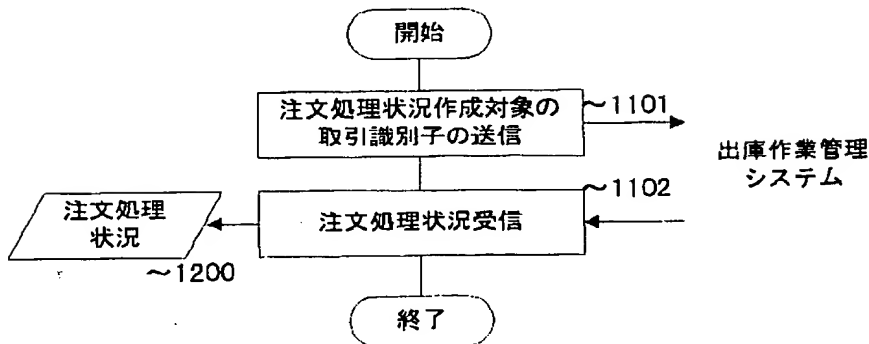 開始
注文処理状況作成対象の
取引識別子の送信
～1101
出庫作業管理
システム
～1102
注文処理状況受信
注文処理
状況
～1200
終了